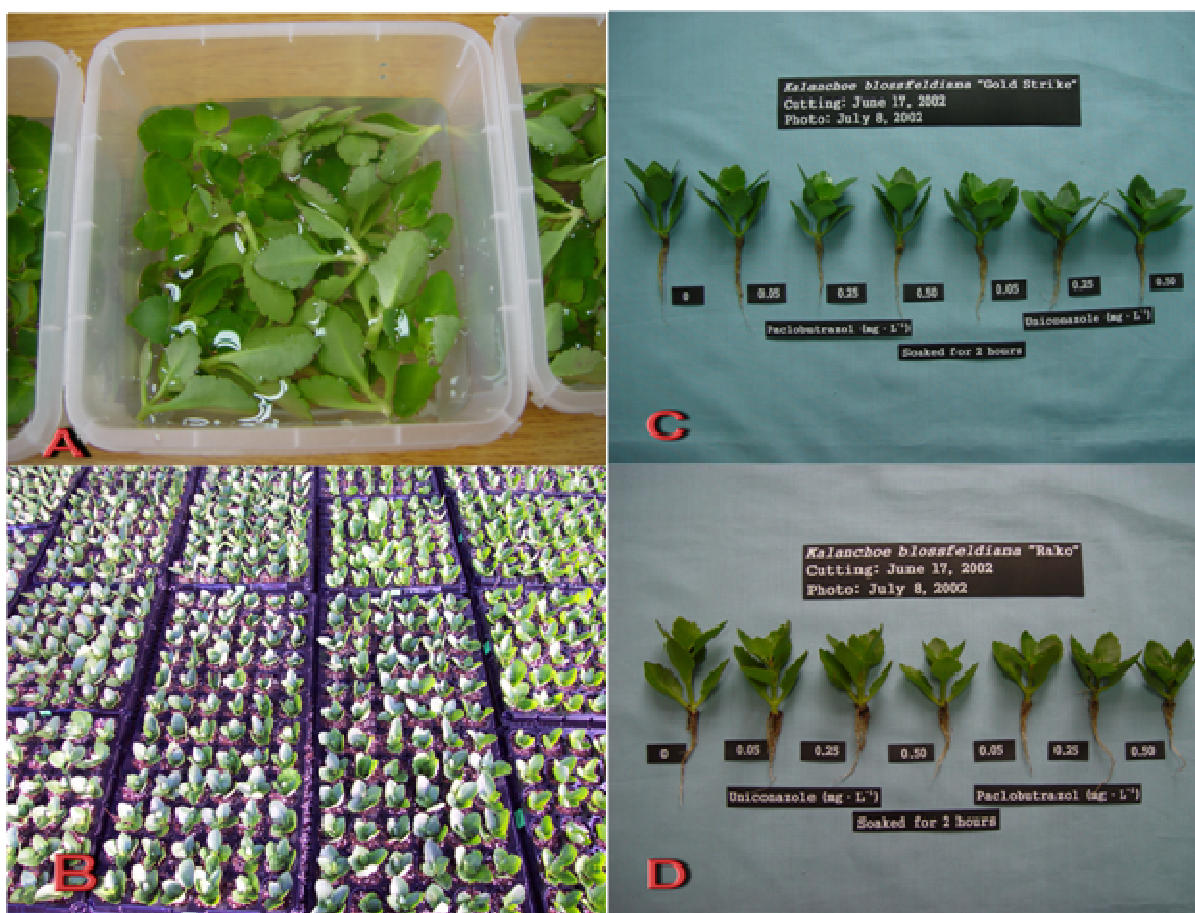 A
Kalanchoe blossfeldiana "Gold Strike"
Cutting: June 17, 2002
Photo: July 8, 2002
0
0.05
0.25
0.50
0.05
0.25
0.50
Paclobutrazol (mg · L⁻¹)
Uniconazole (mg · L⁻¹)
Soaked for 2 hours
C
B
Kalanchoe blossfeldiana "Rako"
Cutting: June 17, 2002
Photo: July 8, 2002
0
0.05
0.25
0.50
0.05
0.25
0.50
Uniconazole (mg · L⁻¹)
Paclobutrazol (mg · L⁻¹)
Soaked for 2 hours
D